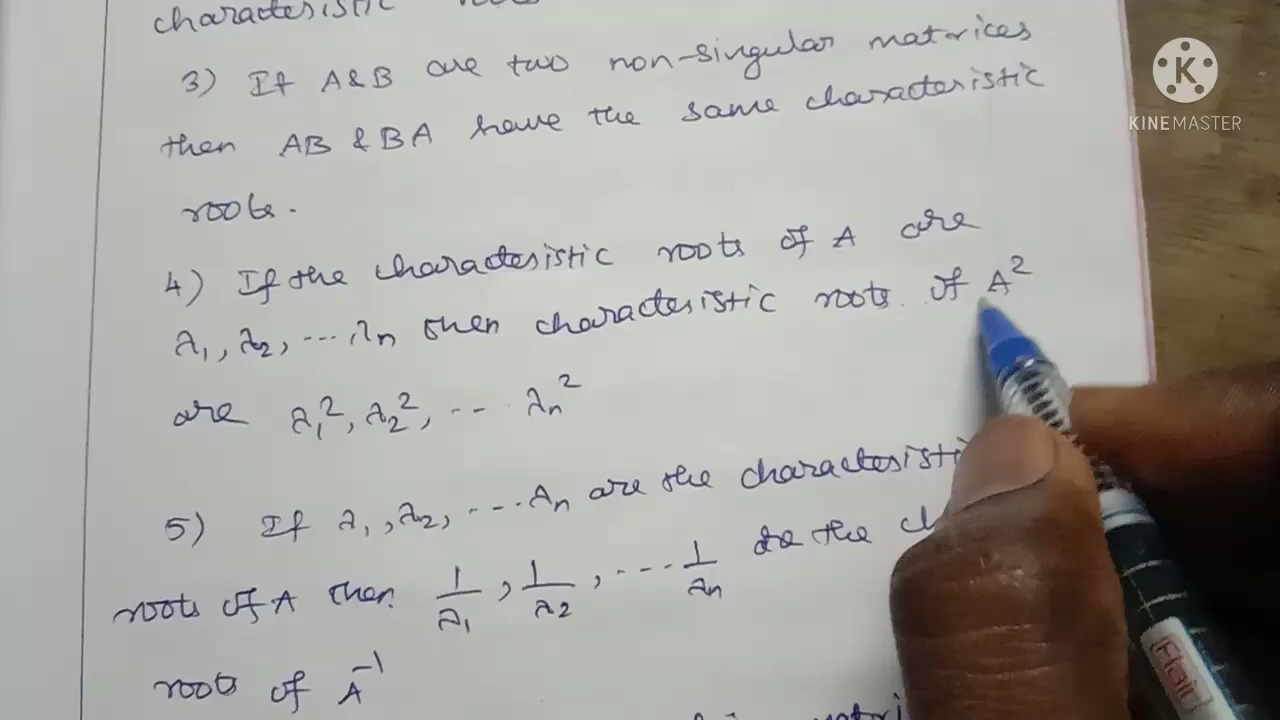 characteristic
3) If A & B are two non-singular matrices
then AB & BA have the same characteristic
roots.
4) If the characteristic roots of A are
λ₁, λ₂, ... λn then characteristic roots of A²
are λ₁², λ₂², -- λn²
5) If λ₁, λ₂, ... λn are the characteristi
roots of A then 1/λ₁, 1/λ₂, ... 1/λn the ch
roots of A⁻¹
K
KINEMASTER
Flair